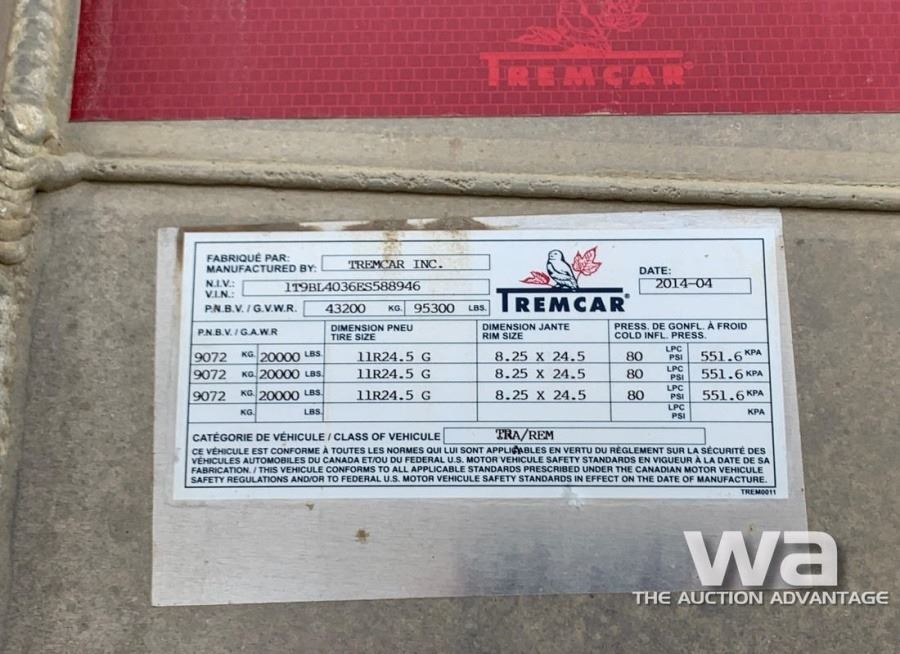 TREMCAR
FABRIQUÉ PAR:
MANUFACTURED BY: TREMCAR INC.
N.I.V.:
V.I.N.: 1T9BL4036ES588946
TREMCAR
DATE:
2014-04
P.N.B.V. / G.V.W.R. 43200 KG. 95300 LBS.
P.N.B.V. / G.A.W.R DIMENSION PNEU TIRE SIZE DIMENSION JANTE RIM SIZE PRESS. DE GONFL. À FROID COLD INFL. PRESS.
9072 KG. 20000 LBS. 11R24.5 G 8.25 X 24.5 80 LPC PSI 551.6 KPA
9072 KG. 20000 LBS. 11R24.5 G 8.25 X 24.5 80 LPC PSI 551.6 KPA
9072 KG. 20000 LBS. 11R24.5 G 8.25 X 24.5 80 LPC PSI 551.6 KPA
KG. LBS. LPC PSI KPA
CATÉGORIE DE VÉHICULE / CLASS OF VEHICLE TRA/REM
CE VÉHICULE EST CONFORME À TOUTES LES NORMES QUI LUI SONT APPLICABLES EN VERTU DU RÈGLEMENT SUR LA SÉCURITÉ DES
VÉHICULES AUTOMOBILES DU CANADA ET/OU DU FEDERAL U.S. MOTOR VEHICLE SAFETY STANDARDS EN VIGUEUR À LA DATE DE SA
FABRICATION. / THIS VEHICLE CONFORMS TO ALL APPLICABLE STANDARDS PRESCRIBED UNDER THE CANADIAN MOTOR VEHICLE
SAFETY REGULATIONS AND/OR TO FEDERAL U.S. MOTOR VEHICLE SAFETY STANDARDS IN EFFECT ON THE DATE OF MANUFACTURE.
TREM0011
wa
THE AUCTION ADVANTAGE